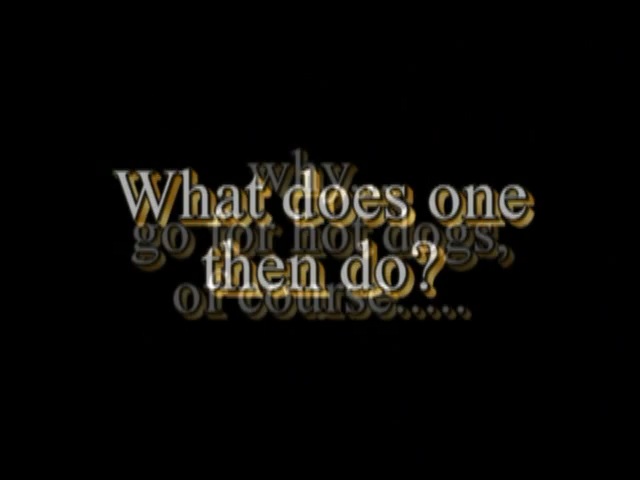 why
What does one
go for hot dogs,
then do?
of course.....